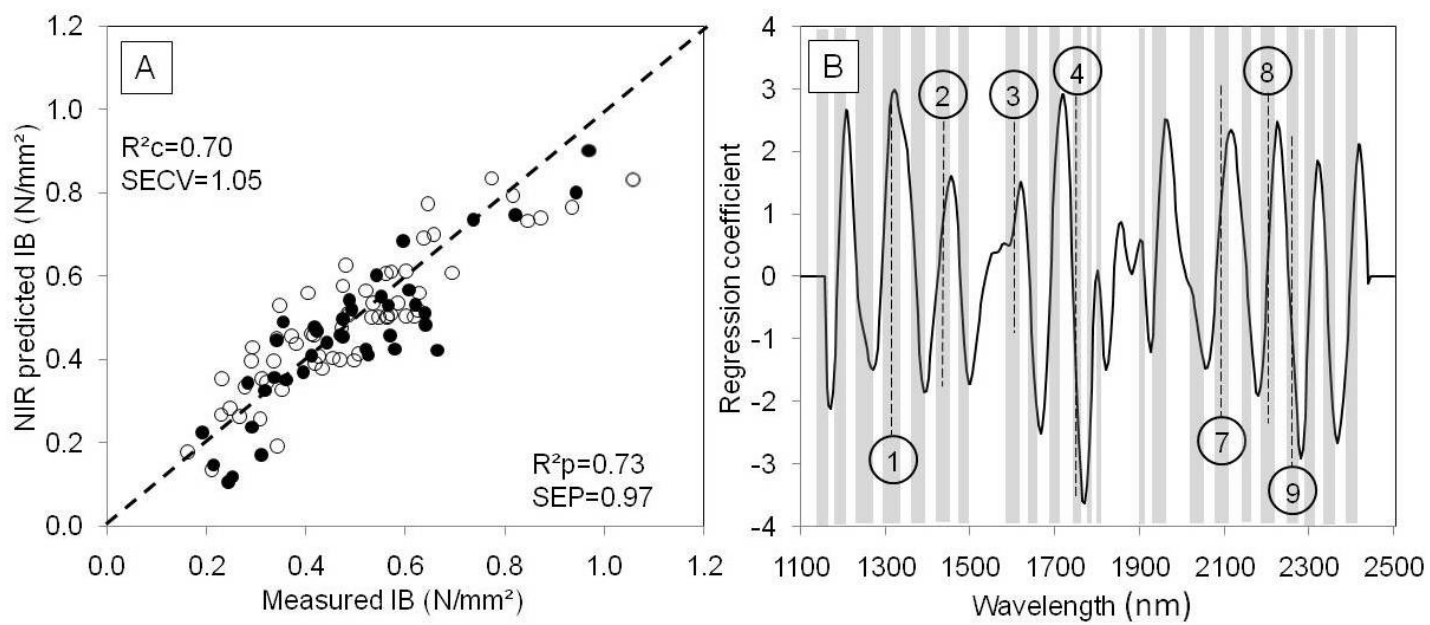 A
R²c=0.70
SECV=1.05
R²p=0.73
SEP=0.97
NIR predicted IB (N/mm²)
1.2
1.0
0.8
0.6
0.4
0.2
0.0
0.0 0.2 0.4 0.6 0.8 1.0 1.2
Measured IB (N/mm²)
B
Regression coefficient
4
3
2
1
0
-1
-2
-3
-4
1 2 3 4 7 8 9
1100 1300 1500 1700 1900 2100 2300 2500
Wavelength (nm)